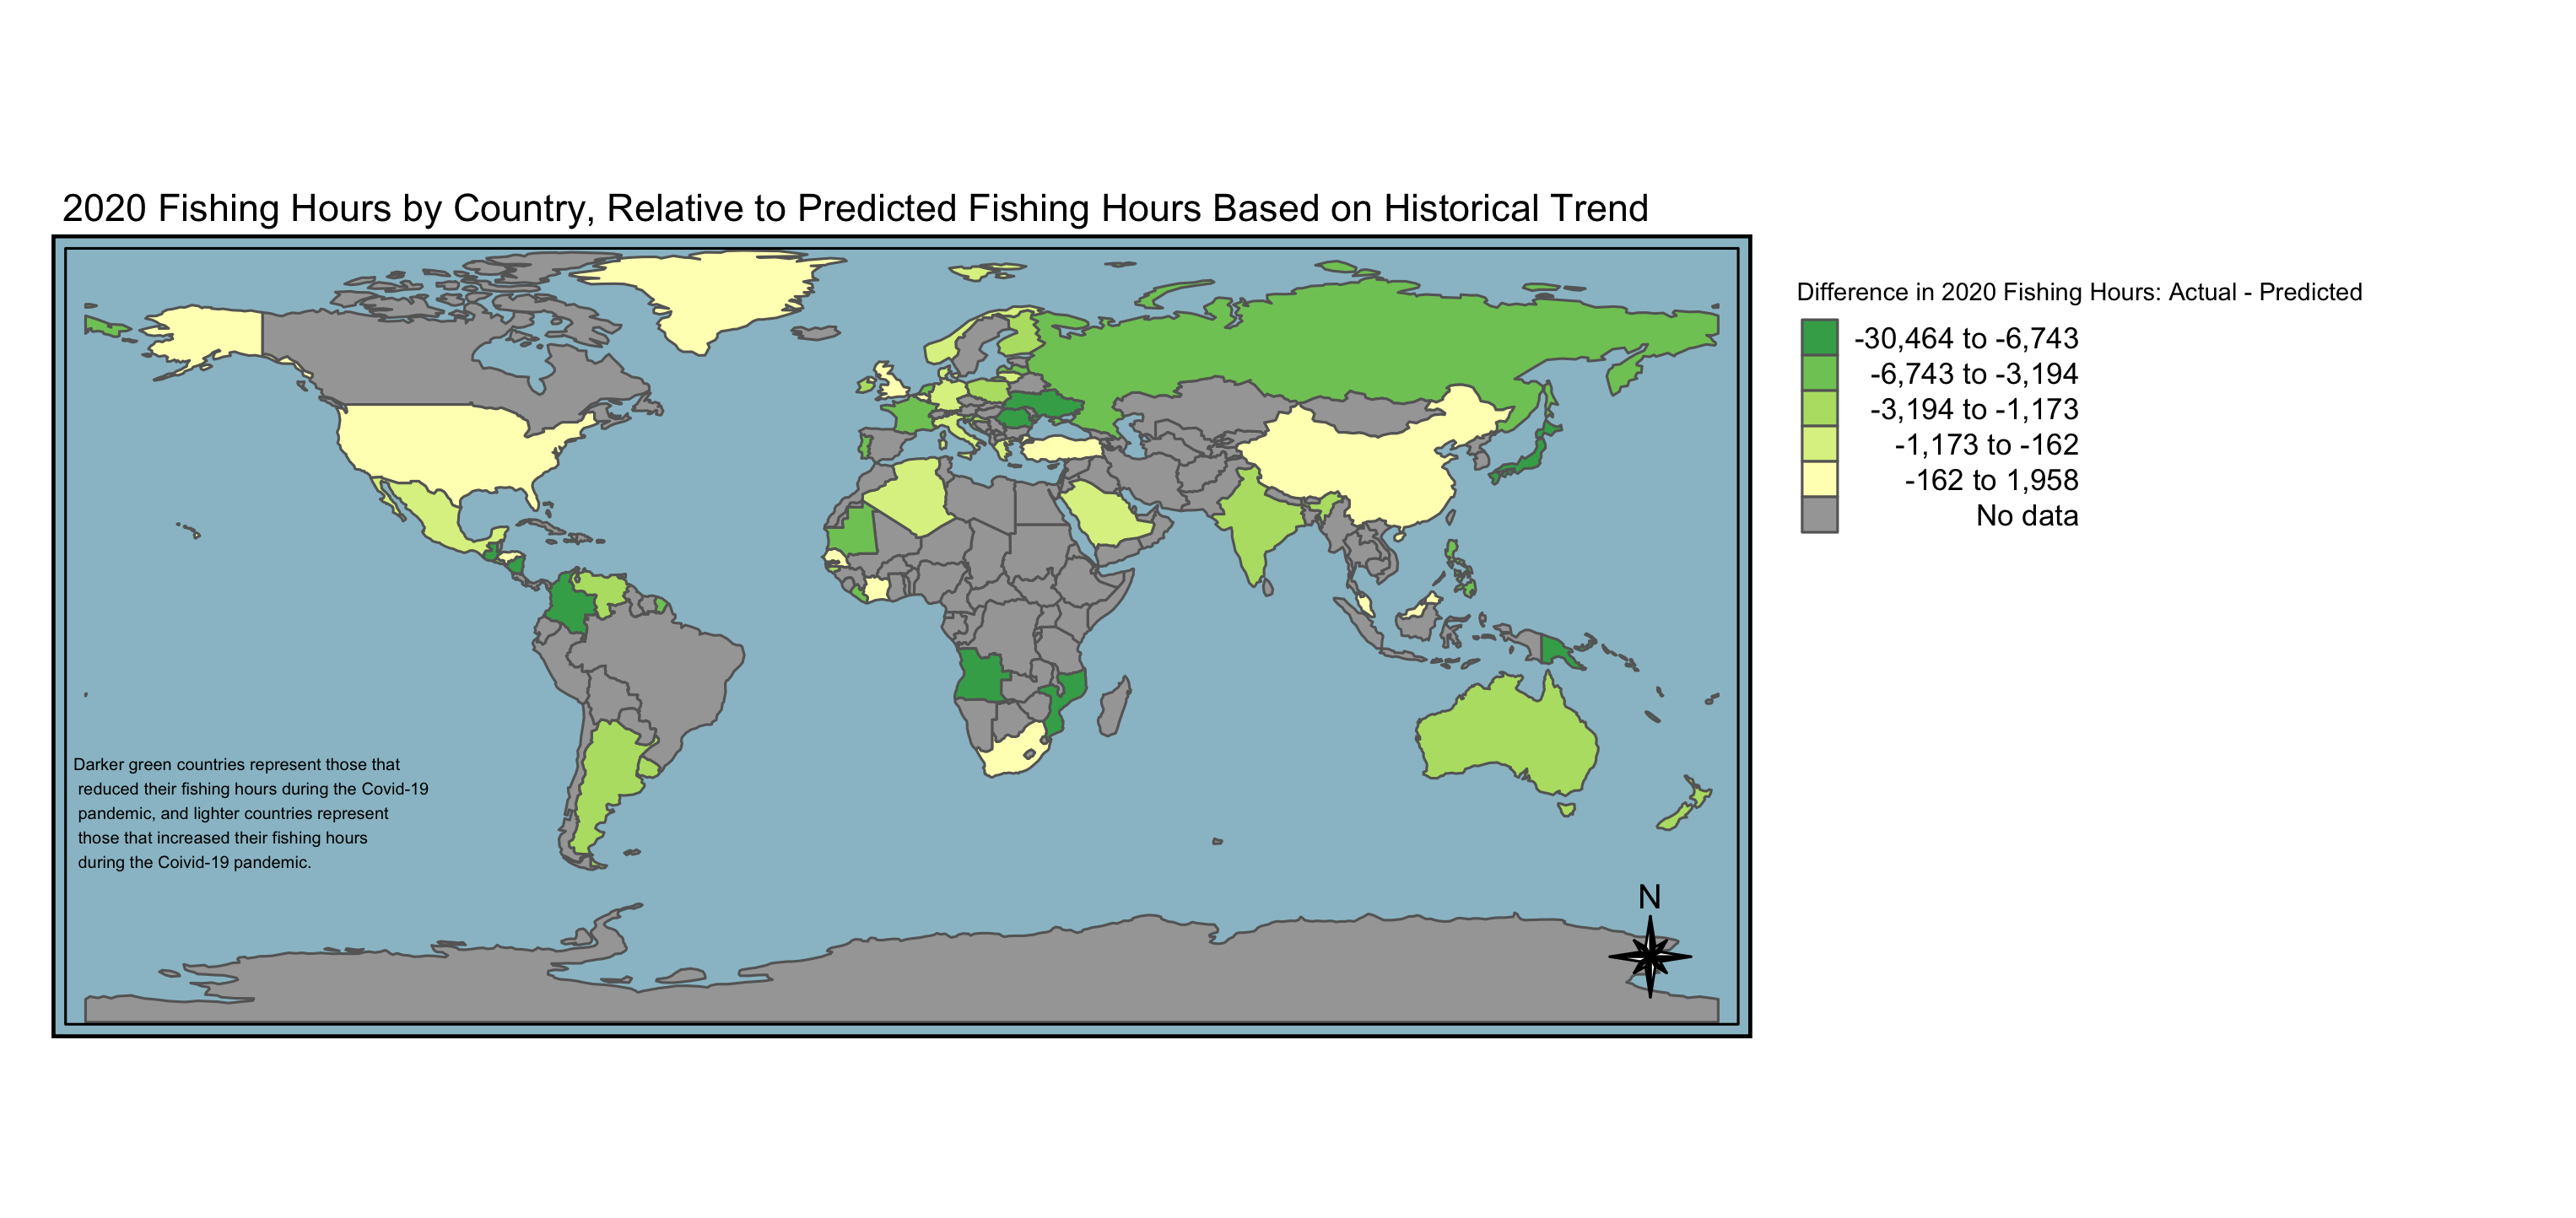 2020 Fishing Hours by Country, Relative to Predicted Fishing Hours Based on Historical Trend
Difference in 2020 Fishing Hours: Actual - Predicted
-30,464 to -6,743
-6,743 to -3,194
-3,194 to -1,173
-1,173 to -162
-162 to 1,958
No data
Darker green countries represent those that
reduced their fishing hours during the Covid-19
pandemic, and lighter countries represent
those that increased their fishing hours
during the Coivid-19 pandemic.
N